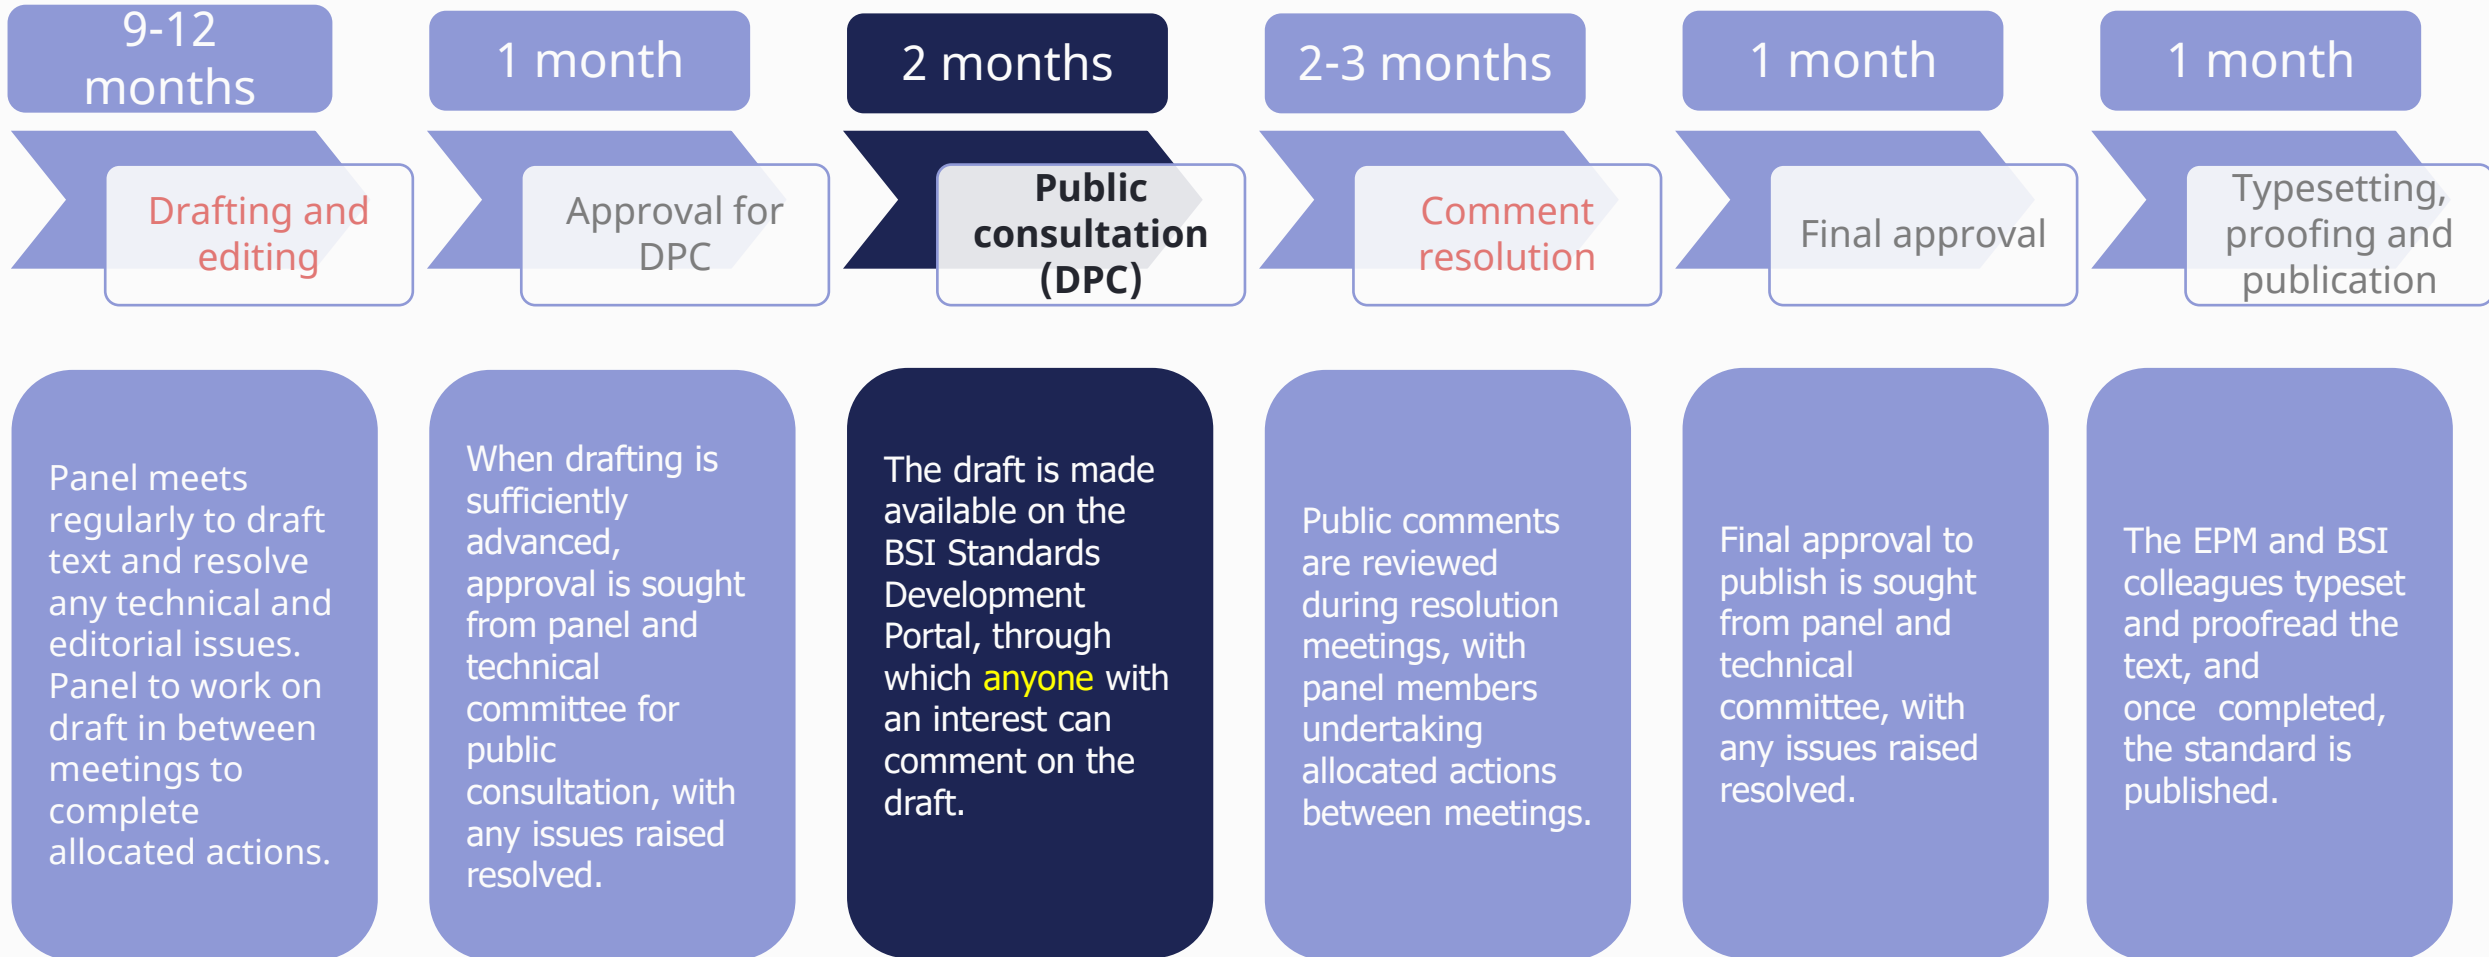 9-12
months
1 month
2 months
2-3 months
1 month
1 month
Drafting and
editing
Approval for
DPC
Public
consultation
(DPC)
Comment
resolution
Final approval
Typesetting,
proofing and
publication
Panel meets
regularly to draft
text and resolve
any technical and
editorial issues.
Panel to work on
draft in between
meetings to
complete
allocated actions.
When drafting is
sufficiently
advanced,
approval is sought
from panel and
technical
committee for
public
consultation, with
any issues raised
resolved.
The draft is made
available on the
BSI Standards
Development
Portal, through
which anyone with
an interest can
comment on the
draft.
Public comments
are reviewed
during resolution
meetings, with
panel members
undertaking
allocated actions
between meetings.
Final approval to
publish is sought
from panel and
technical
committee, with
any issues raised
resolved.
The EPM and BSI
colleagues typeset
and proofread the
text, and
once  completed,
the standard is
published.